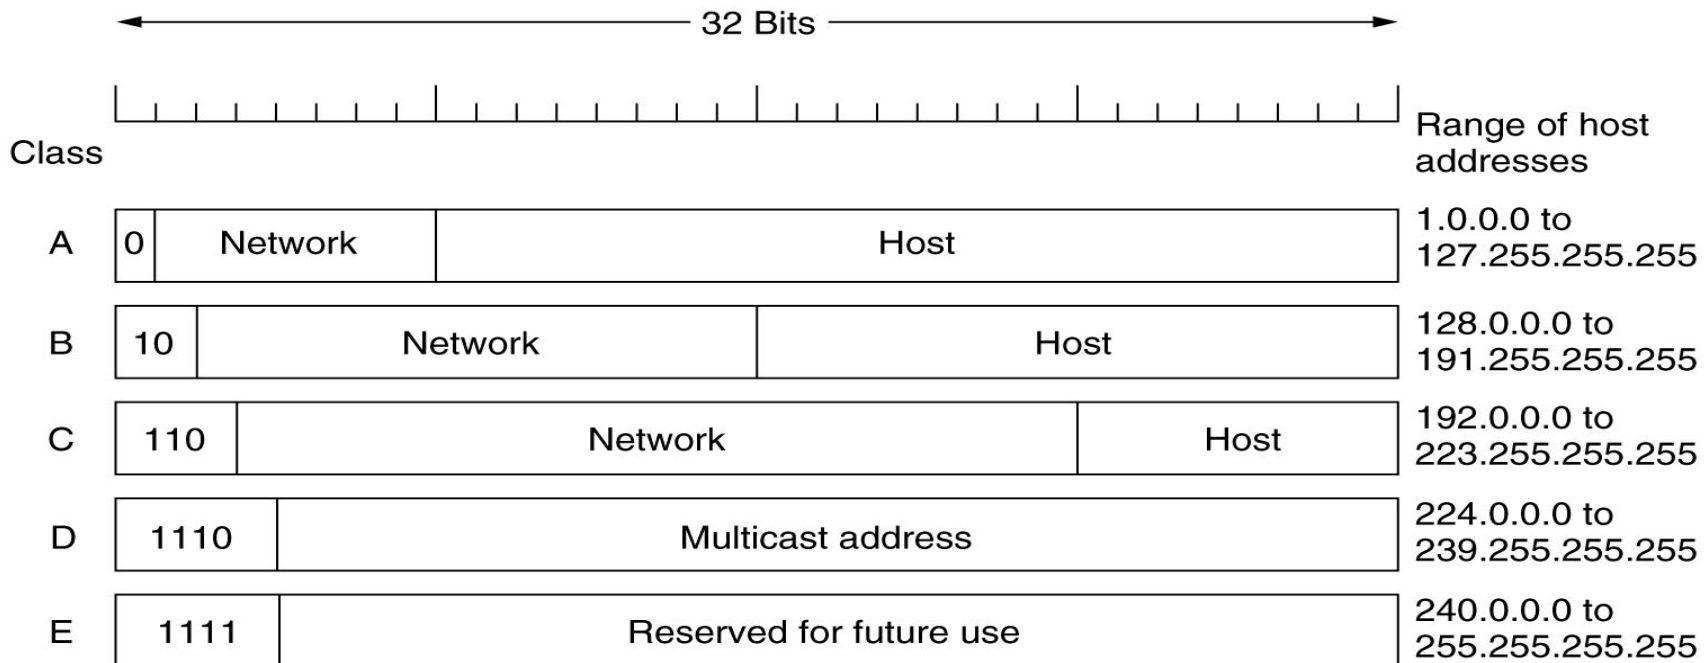 32 Bits
Class
Range of host
addresses
A
0
Network
Host
1.0.0.0 to
127.255.255.255
B
10
Network
Host
128.0.0.0 to
191.255.255.255
C
110
Network
Host
192.0.0.0 to
223.255.255.255
D
1110
Multicast address
224.0.0.0 to
239.255.255.255
E
1111
Reserved for future use
240.0.0.0 to
255.255.255.255